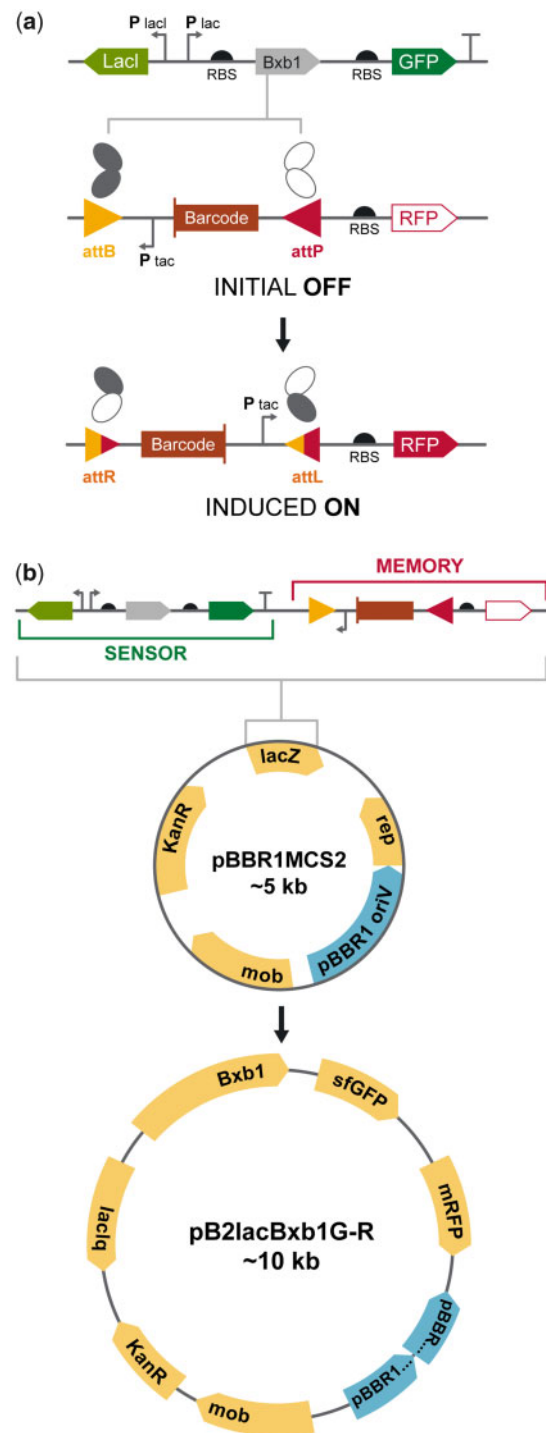 (a)
P lacI
P lac
LacI
RBS
Bxb1
RBS
GFP
Barcode
attB
P tac
attP
RBS
RFP
INITIAL OFF
P tac
Barcode
attR
attL
RBS
RFP
INDUCED ON
(b)
MEMORY
SENSOR
lacZ
KanR
rep
pBBR1MCS2
~5 kb
mob
pBBR1 oriV
Bxb1
sfGFP
lacIq
mRFP
pB2lacBxb1G-R
~10 kb
KanR
pBBR
mob
pBBR1......